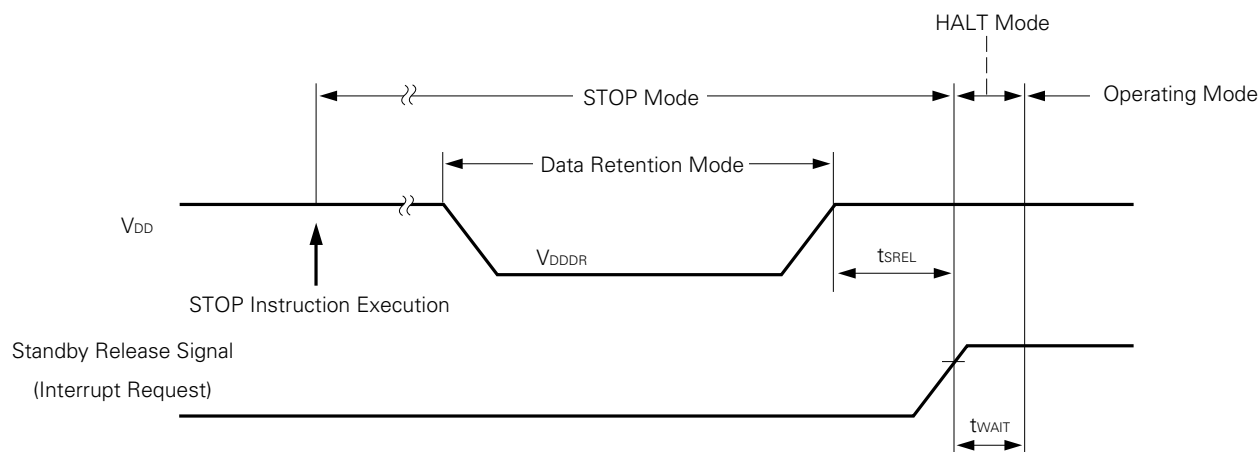 HALT Mode
STOP Mode
Operating Mode
Data Retention Mode
VDD
VDDDR
tSREL
STOP Instruction Execution
Standby Release Signal
(Interrupt Request)
tWAIT